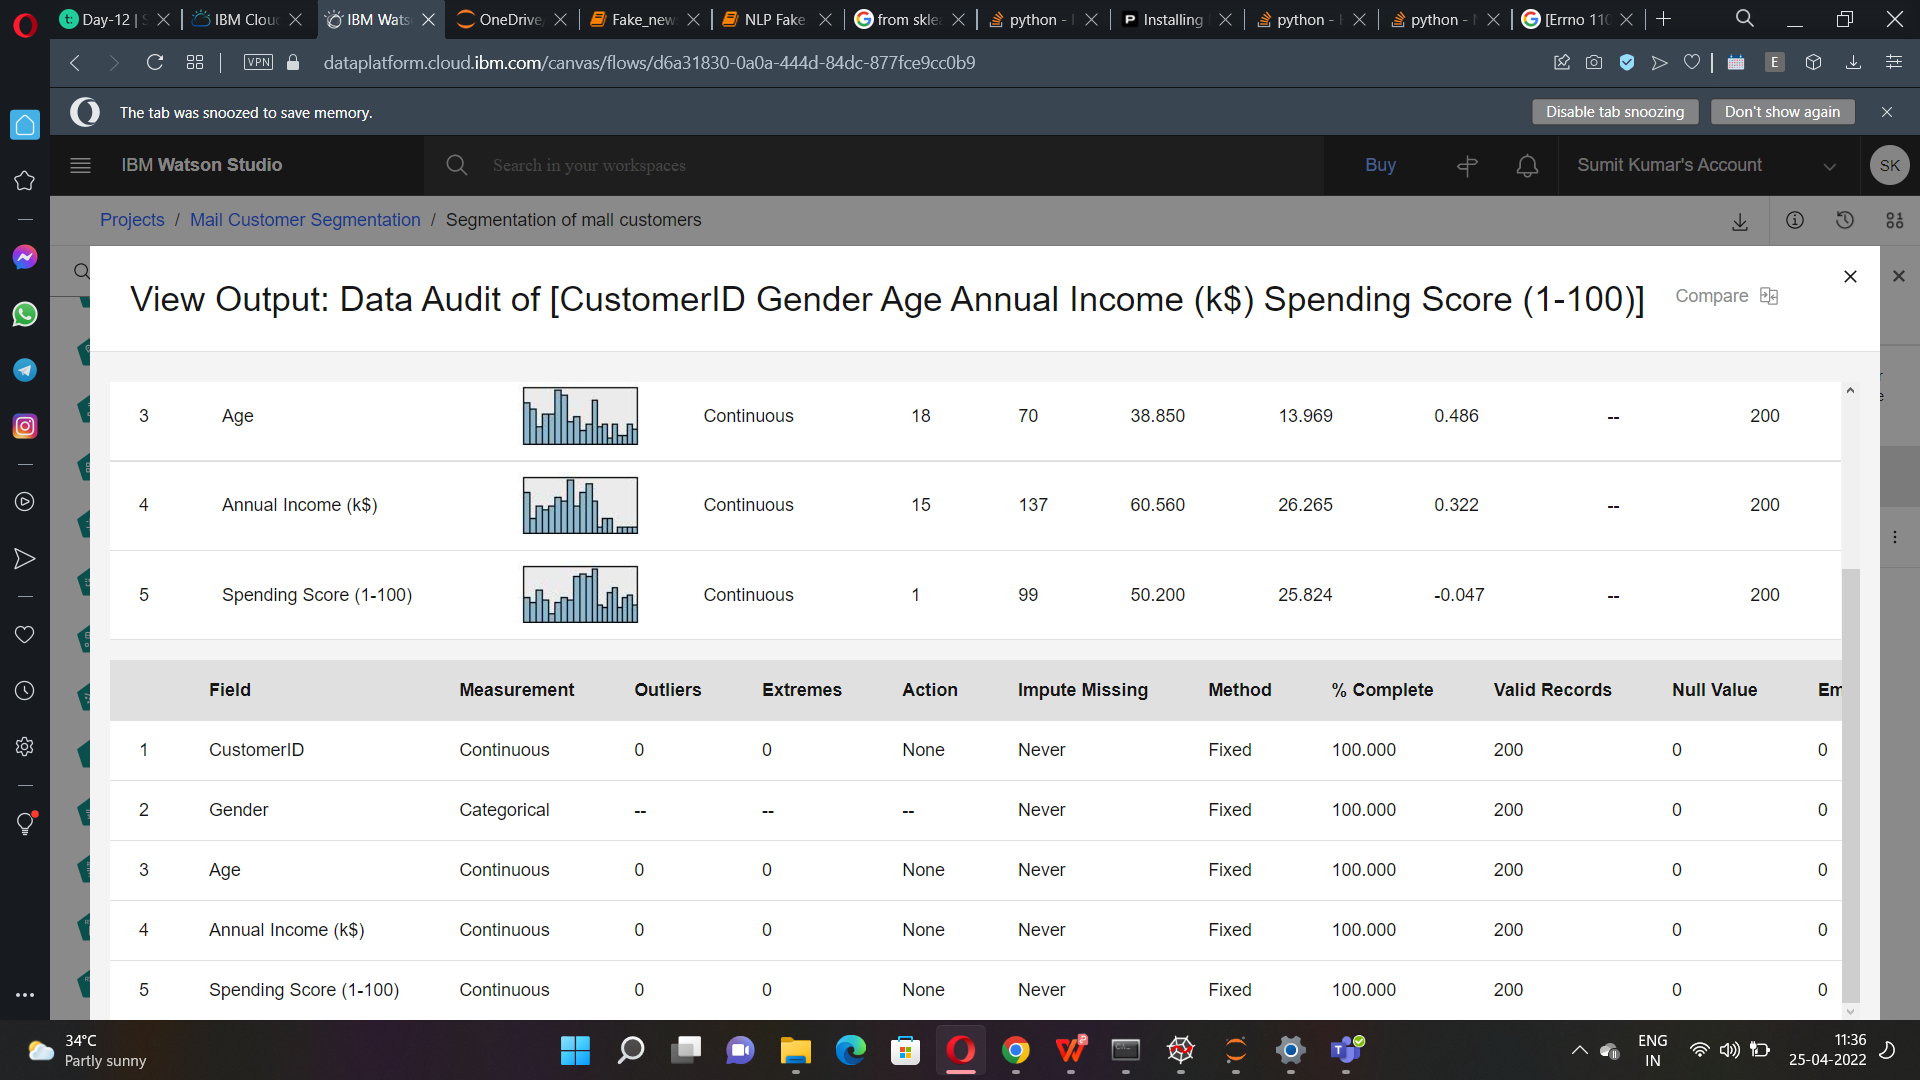 Day-12 | S
IBM Clou
IBM Wats
OneDrive,
Fake_new
NLP Fake
from skle
python - I
Installing
python -
python -
[Errno 110
VPN
dataplatform.cloud.ibm.com/canvas/flows/d6a31830-0a0a-444d-84dc-877fce9cc0b9
E
The tab was snoozed to save memory.
Disable tab snoozing
Don't show again
IBM Watson Studio
Search in your workspaces
Buy
Sumit Kumar's Account
SK
Projects / Mail Customer Segmentation / Segmentation of mall customers
View Output: Data Audit of [CustomerID Gender Age Annual Income (k$) Spending Score (1-100)]
Compare
3 Age Continuous 18 70 38.850 13.969 0.486 -- 200
4 Annual Income (k$) Continuous 15 137 60.560 26.265 0.322 -- 200
5 Spending Score (1-100) Continuous 1 99 50.200 25.824 -0.047 -- 200
Field Measurement Outliers Extremes Action Impute Missing Method % Complete Valid Records Null Value Em
1 CustomerID Continuous 0 0 None Never Fixed 100.000 200 0 0
2 Gender Categorical -- -- -- Never Fixed 100.000 200 0 0
3 Age Continuous 0 0 None Never Fixed 100.000 200 0 0
4 Annual Income (k$) Continuous 0 0 None Never Fixed 100.000 200 0 0
5 Spending Score (1-100) Continuous 0 0 None Never Fixed 100.000 200 0 0
34°C
Partly sunny
ENG
IN
11:36
25-04-2022